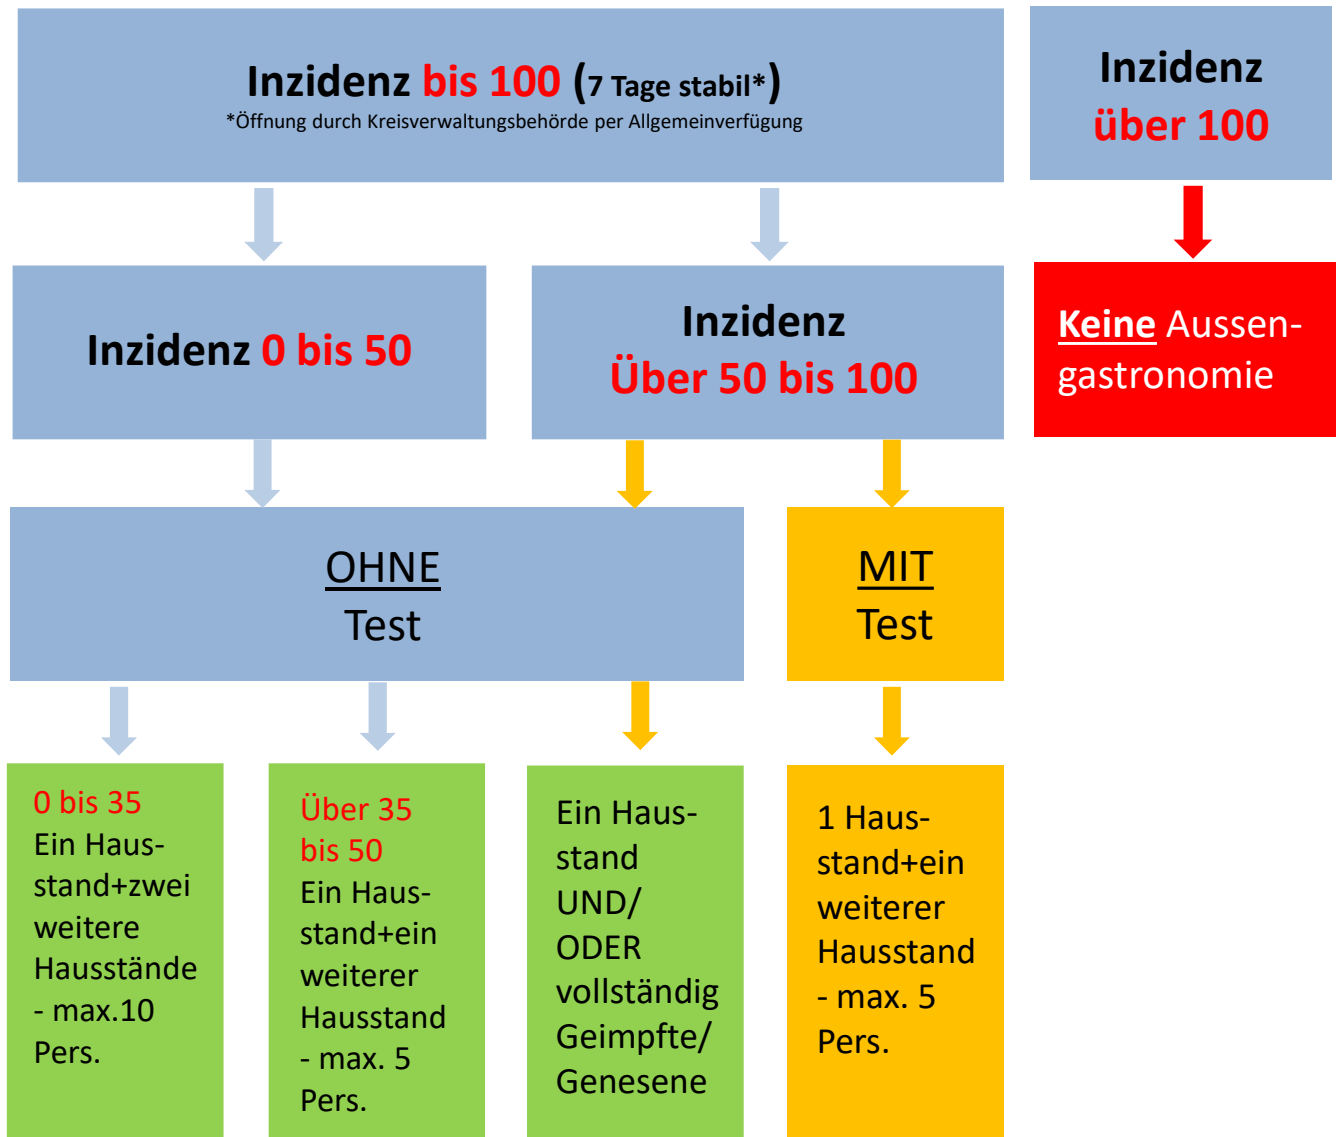 Inzidenz bis 100 (7 Tage stabil*)
*Öffnung durch Kreisverwaltungsbehörde per Allgemeinverfügung
Inzidenz
über 100
Inzidenz 0 bis 50
Inzidenz
Über 50 bis 100
Keine Aussen-
gastronomie
OHNE
Test
MIT
Test
0 bis 35
Ein Haus-
stand+zwei
weitere
Hausstände
- max.10
Pers.
Über 35
bis 50
Ein Haus-
stand+ein
weiterer
Hausstand
- max. 5
Pers.
Ein Haus-
stand
UND/
ODER
vollständig
Geimpfte/
Genesene
1 Haus-
stand+ein
weiterer
Hausstand
- max. 5
Pers.